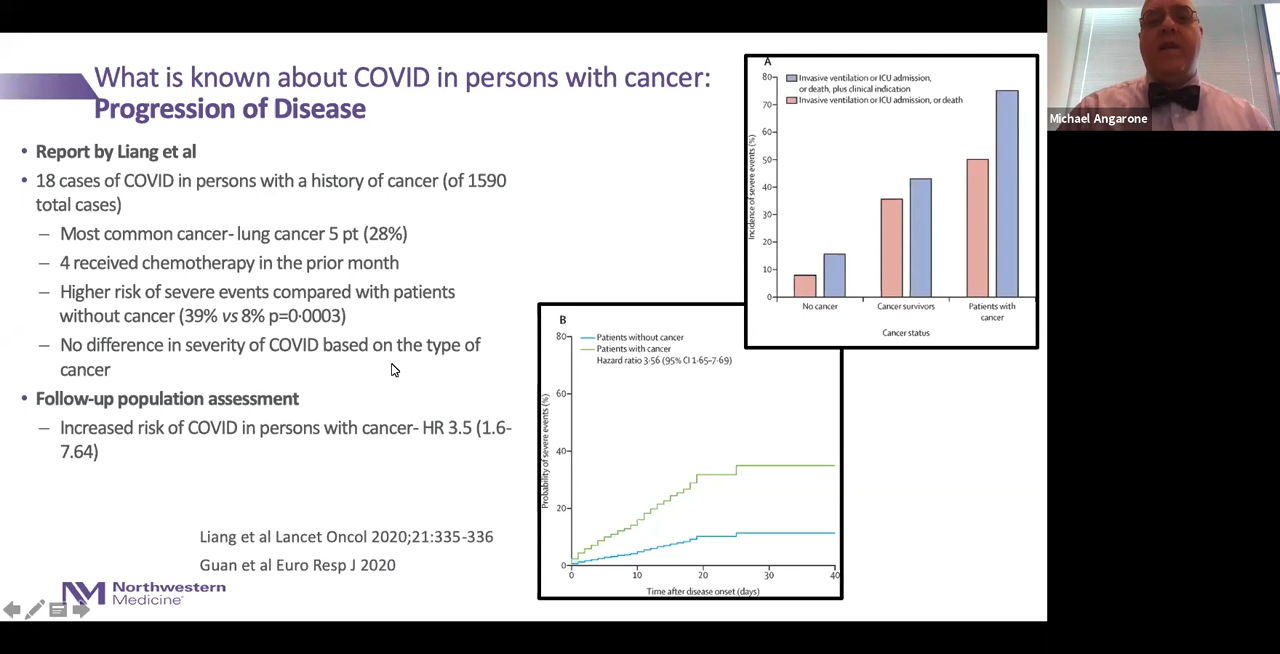 What is known about COVID in persons with cancer:
Progression of Disease
• Report by Liang et al
• 18 cases of COVID in persons with a history of cancer (of 1590
total cases)
– Most common cancer- lung cancer 5 pt (28%)
– 4 received chemotherapy in the prior month
– Higher risk of severe events compared with patients
without cancer (39% vs 8% p=0·0003)
– No difference in severity of COVID based on the type of
cancer
• Follow-up population assessment
– Increased risk of COVID in persons with cancer- HR 3.5 (1.6-
7.64)
Liang et al Lancet Oncol 2020;21:335-336
Guan et al Euro Resp J 2020
NM Northwestern
Medicine
A
Invasive ventilation or ICU admission,
or death, plus clinical indication
Invasive ventilation or ICU admission, or death
Incidence of severe events (%)
80
70
60
50
40
30
20
10
0
No cancer
Cancer survivors
Patients with
cancer
Cancer status
B
Patients without cancer
Patients with cancer
Hazard ratio 3·56 (95% CI 1·65–7·69)
Probability of severe events (%)
80
60
40
20
0
0 10 20 30 40
Time after disease onset (days)
Michael Angarone